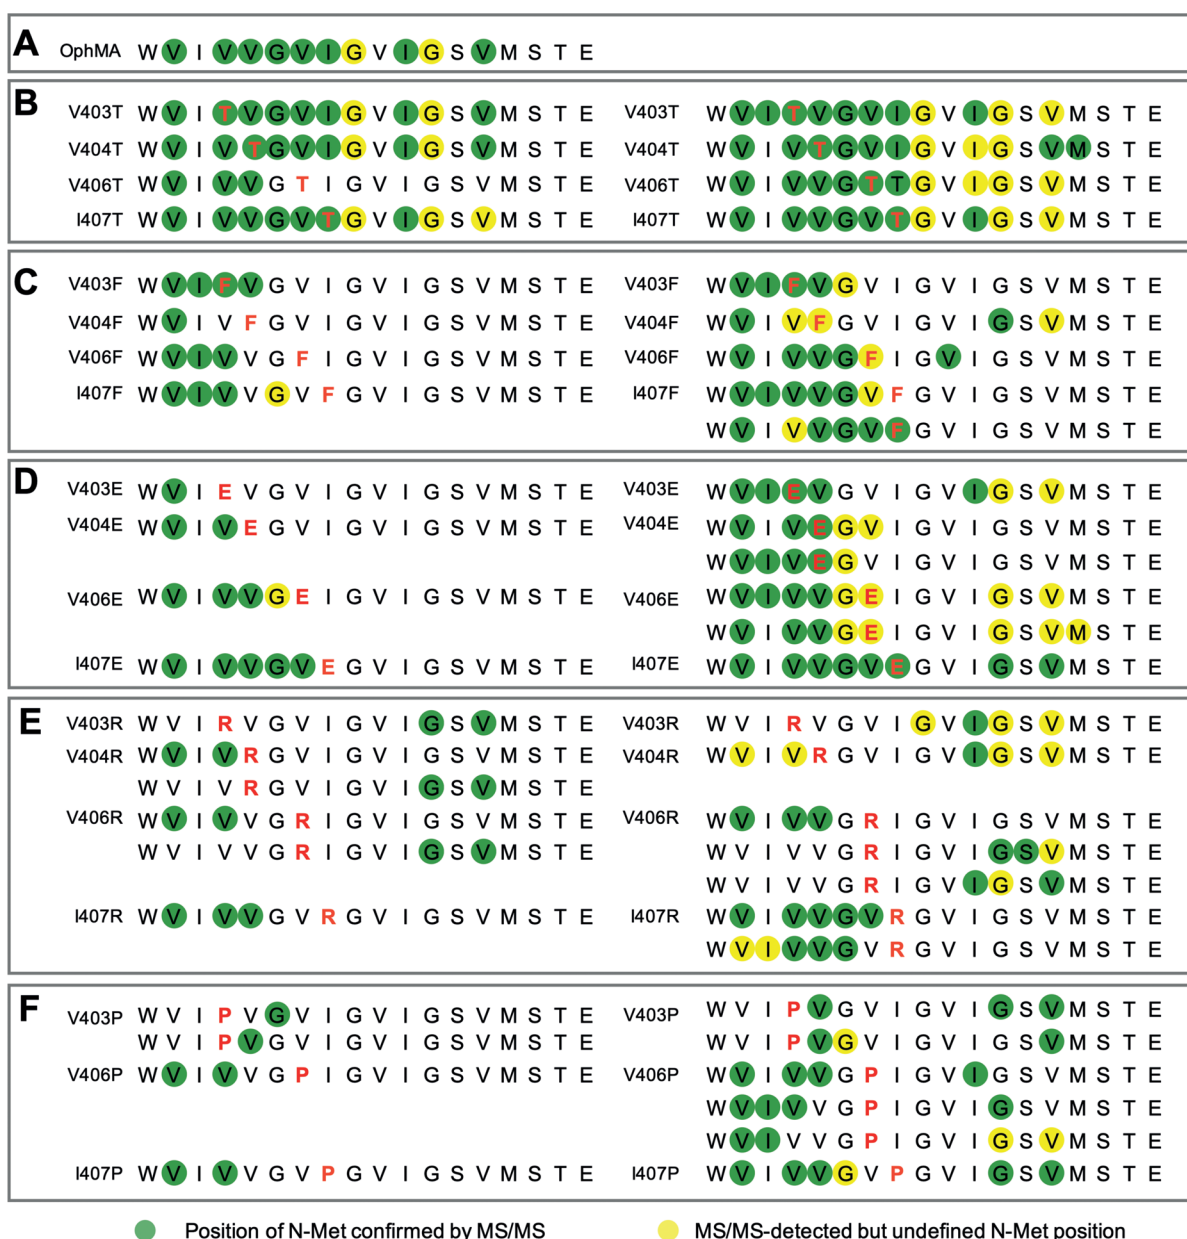 A OphMA W V I V V G V I G V I G S V M S T E
B V403T W V I T V G V I G V I G S V M S T E V403T W V I T V G V I G V I G S V M S T E
V404T W V I V T G V I G V I G S V M S T E V404T W V I V T G V I G V I G S V M S T E
V406T W V I V V G T I G V I G S V M S T E V406T W V I V V G T T G V I G S V M S T E
I407T W V I V V G V T G V I G S V M S T E I407T W V I V V G V T G V I G S V M S T E
C V403F W V I F V G V I G V I G S V M S T E V403F W V I F V G V I G V I G S V M S T E
V404F W V I V F G V I G V I G S V M S T E V404F W V I V F G V I G V I G S V M S T E
V406F W V I V V G F I G V I G S V M S T E V406F W V I V V G F I G V I G S V M S T E
I407F W V I V V G V F G V I G S V M S T E I407F W V I V V G V F G V I G S V M S T E
W V I V V G V F G V I G S V M S T E
D V403E W V I E V G V I G V I G S V M S T E V403E W V I E V G V I G V I G S V M S T E
V404E W V I V E G V I G V I G S V M S T E V404E W V I V E G V I G V I G S V M S T E
W V I V E G V I G V I G S V M S T E
V406E W V I V V G E I G V I G S V M S T E V406E W V I V V G E I G V I G S V M S T E
W V I V V G E I G V I G S V M S T E
I407E W V I V V G V E G V I G S V M S T E I407E W V I V V G V E G V I G S V M S T E
E V403R W V I R V G V I G V I G S V M S T E V403R W V I R V G V I G V I G S V M S T E
V404R W V I V R G V I G V I G S V M S T E V404R W V I V R G V I G V I G S V M S T E
W V I V R G V I G V I G S V M S T E
V406R W V I V V G R I G V I G S V M S T E V406R W V I V V G R I G V I G S V M S T E
W V I V V G R I G V I G S V M S T E W V I V V G R I G V I G S V M S T E
W V I V V G R I G V I G S V M S T E
I407R W V I V V G V R G V I G S V M S T E I407R W V I V V G V R G V I G S V M S T E
W V I V V G V R G V I G S V M S T E
F V403P W V I P V G V I G V I G S V M S T E V403P W V I P V G V I G V I G S V M S T E
W V I P V G V I G V I G S V M S T E W V I P V G V I G V I G S V M S T E
V406P W V I V V G P I G V I G S V M S T E V406P W V I V V G P I G V I G S V M S T E
W V I V V G P I G V I G S V M S T E
W V I V V G P I G V I G S V M S T E
I407P W V I V V G V P G V I G S V M S T E I407P W V I V V G V P G V I G S V M S T E
Position of N-Met confirmed by MS/MS MS/MS-detected but undefined N-Met position